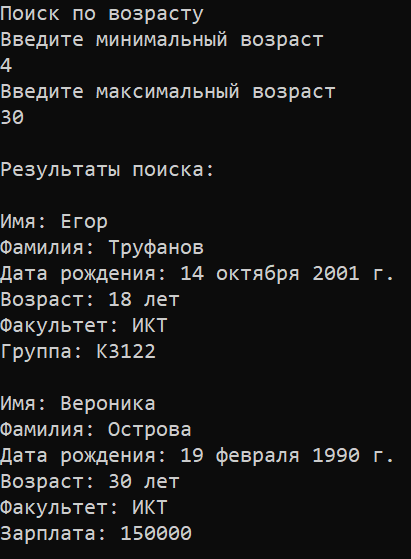 Поиск по возрасту
Введите минимальный возраст
4
Введите максимальный возраст
30
Результаты поиска:
Имя: Егор
Фамилия: Труфанов
Дата рождения: 14 октября 2001 г.
Возраст: 18 лет
Факультет: ИКТ
Группа: К3122
Имя: Вероника
Фамилия: Острова
Дата рождения: 19 февраля 1990 г.
Возраст: 30 лет
Факультет: ИКТ
Зарплата: 150000